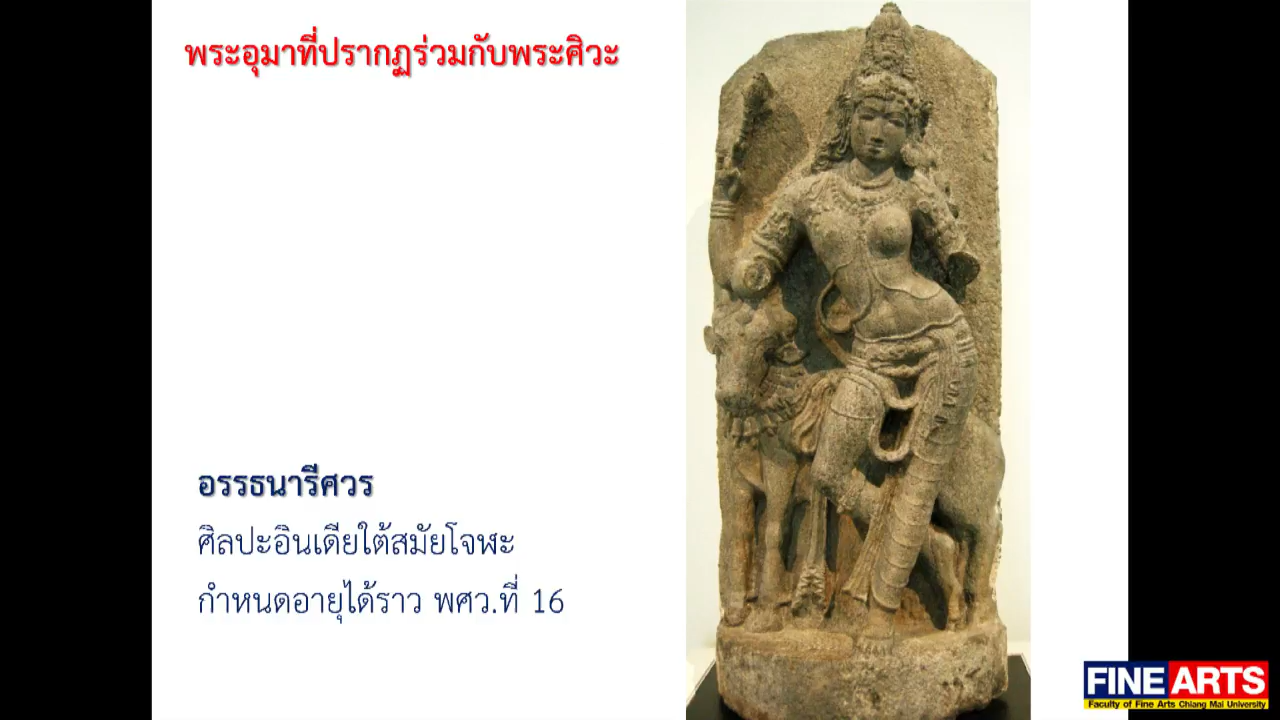 พระอุมาที่ปรากฏร่วมกับพระศิวะ
อรรธนารีศวร
ศิลปะอินเดียใต้สมัยโจฬะ
กำหนดอายุได้ราว พศว.ที่ 16
FINE ARTS
Faculty of Fine Arts Chiang Mai University